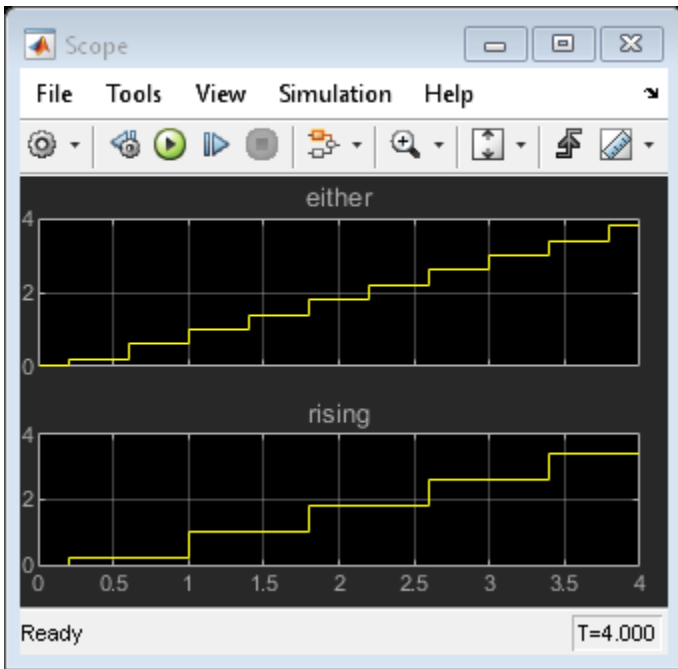 Scope
File Tools View Simulation Help
either
4
2
0
rising
4
2
0
0 0.5 1 1.5 2 2.5 3 3.5 4
Ready T=4.000